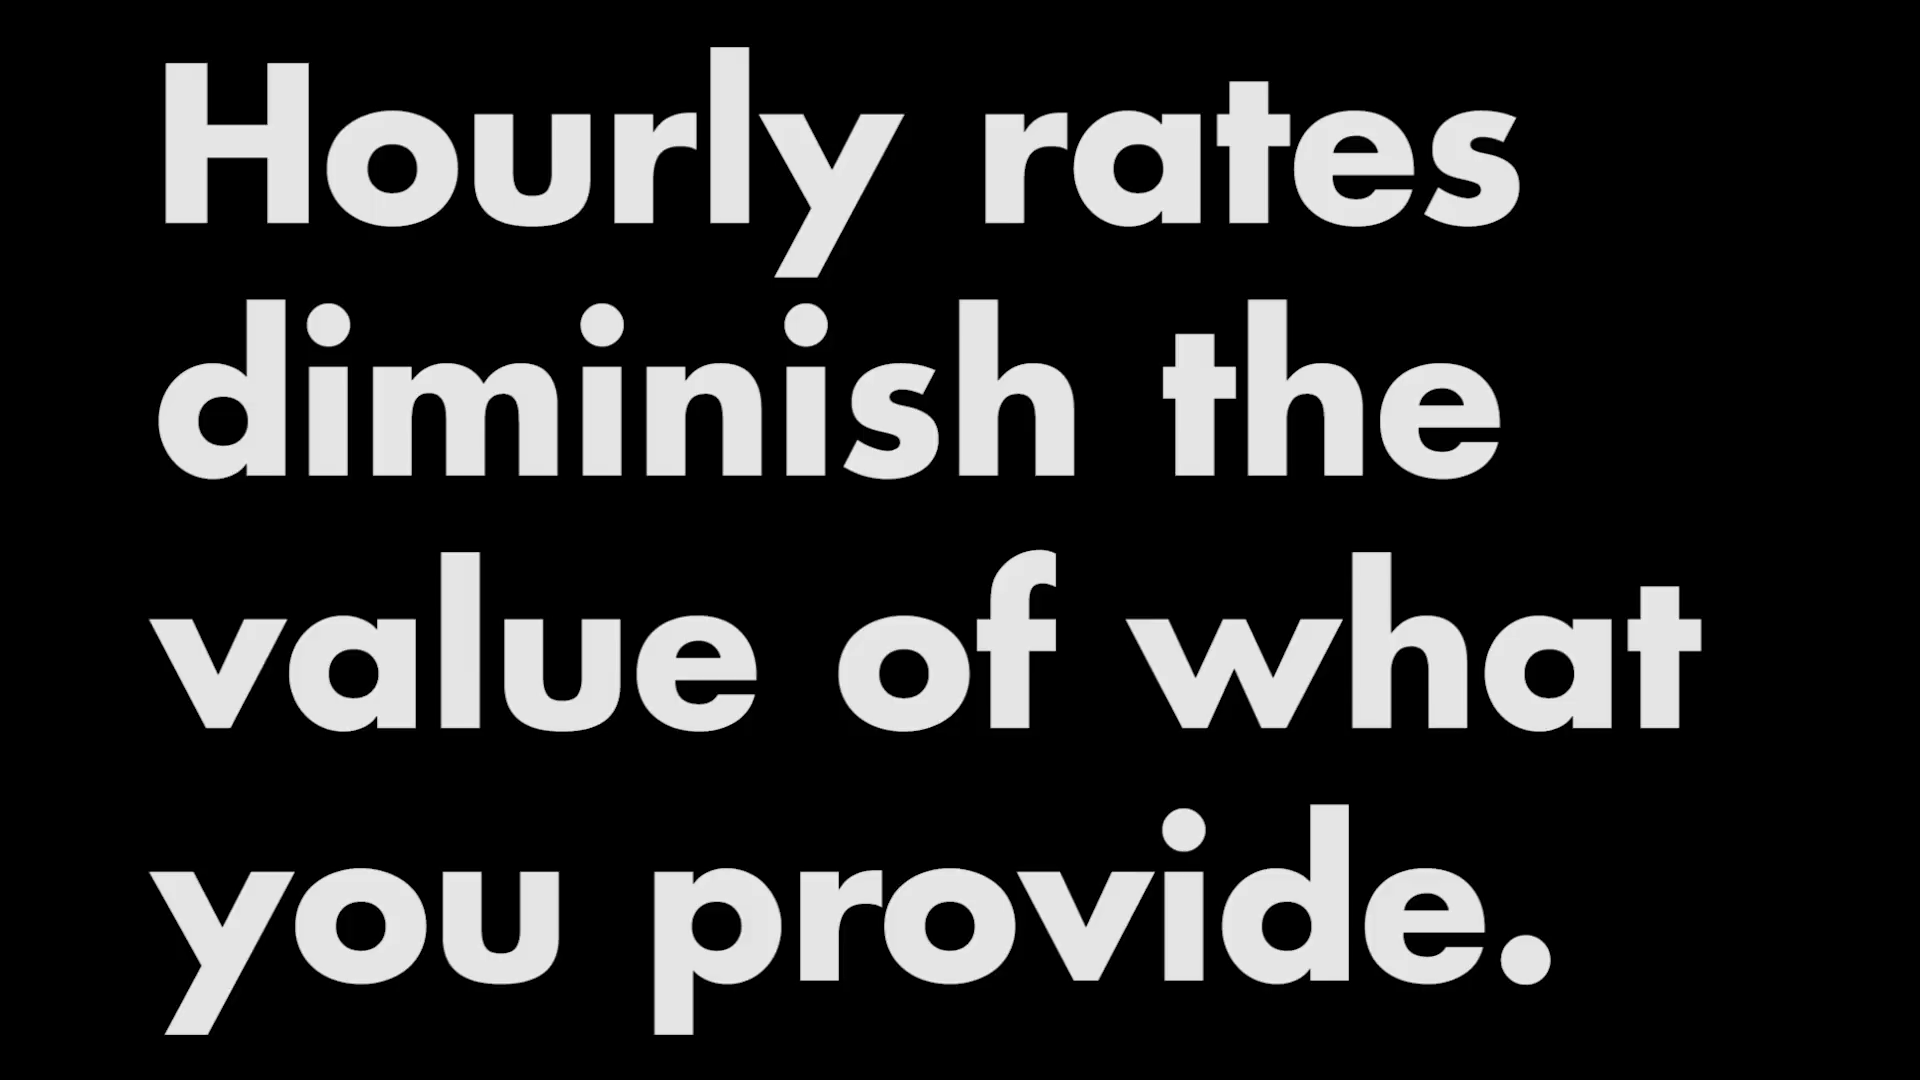 Hourly rates
diminish the
value of what
you provide.